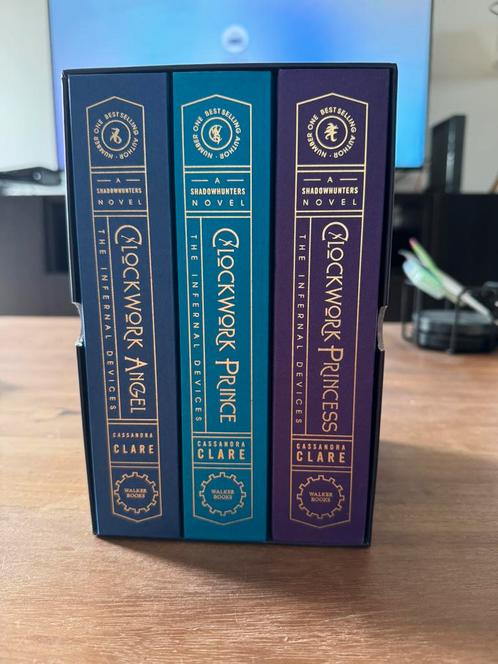 NUMBER ONE BESTSELLING AUTHOR
A
SHADOWHUNTERS
NOVEL
CLOCKWORK ANGEL
THE INFERNAL DEVICES
CASSANDRA
CLARE
WALKER
BOOKS
NUMBER ONE BESTSELLING AUTHOR
A
SHADOWHUNTERS
NOVEL
CLOCKWORK PRINCE
THE INFERNAL DEVICES
CASSANDRA
CLARE
WALKER
BOOKS
NUMBER ONE BESTSELLING AUTHOR
A
SHADOWHUNTERS
NOVEL
CLOCKWORK PRINCESS
THE INFERNAL DEVICES
CASSANDRA
CLARE
WALKER
BOOKS